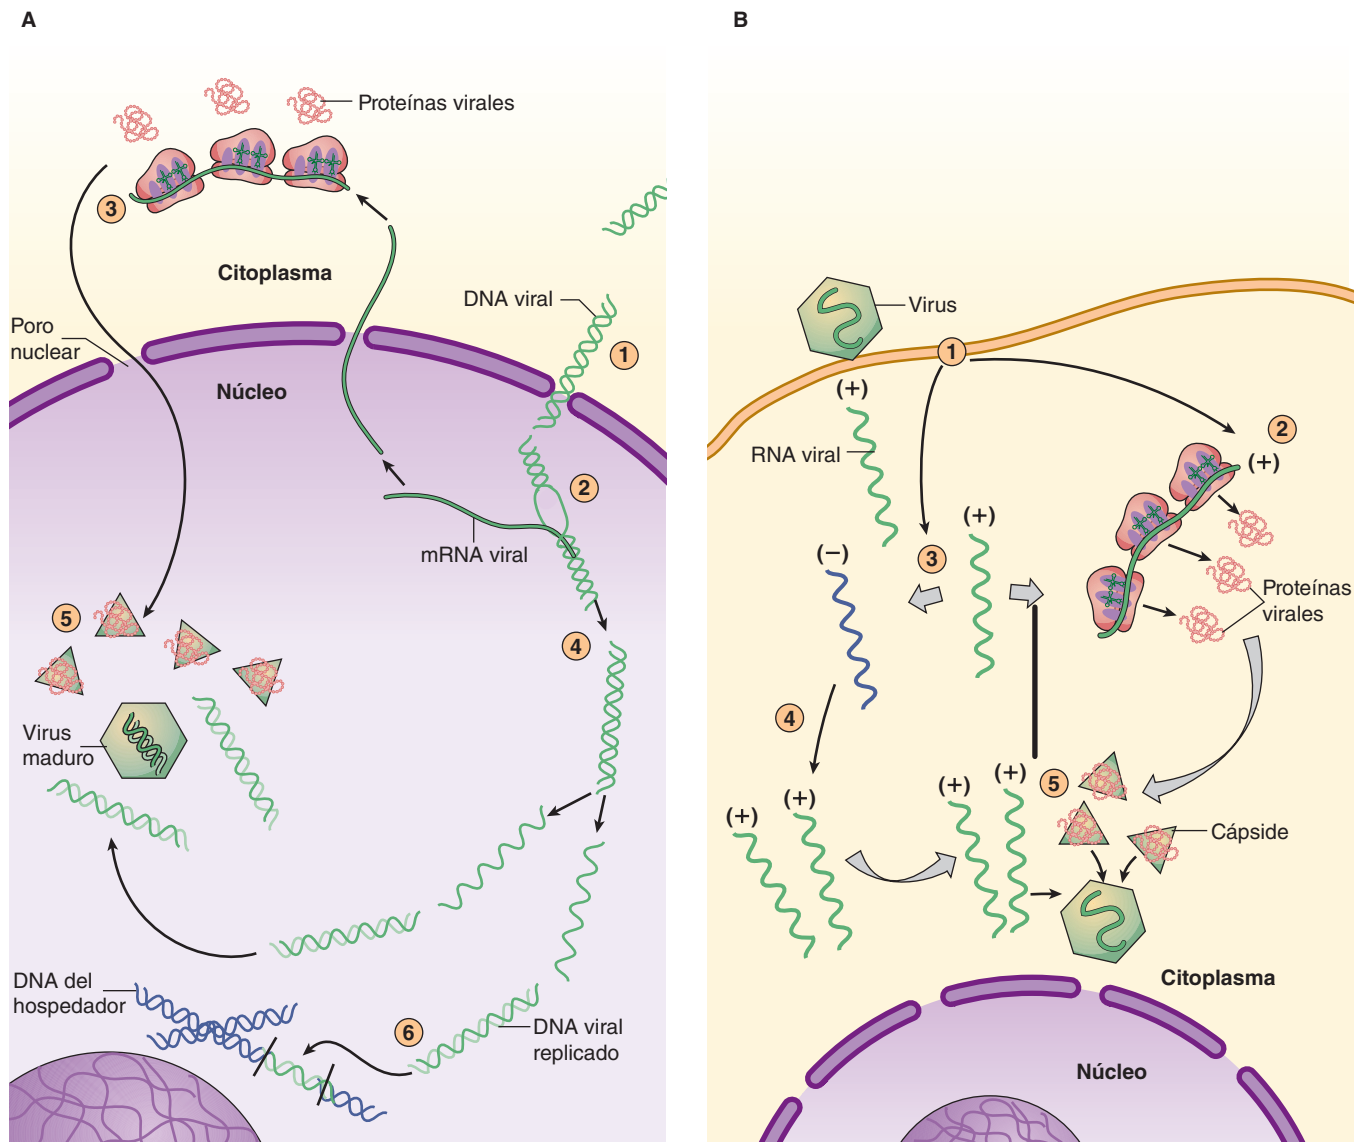 A
Proteínas virales
3
Citoplasma
DNA viral
Poro
nuclear
1
Núcleo
2
mRNA viral
5
4
Virus
maduro
DNA del
hospedador
6
DNA viral
replicado
B
Virus
1
(+)
2
RNA viral
(+)
(+)
(–)
3
Proteínas
virales
4
(+)
5
(+)
(+)
(+)
Cápside
Citoplasma
Núcleo